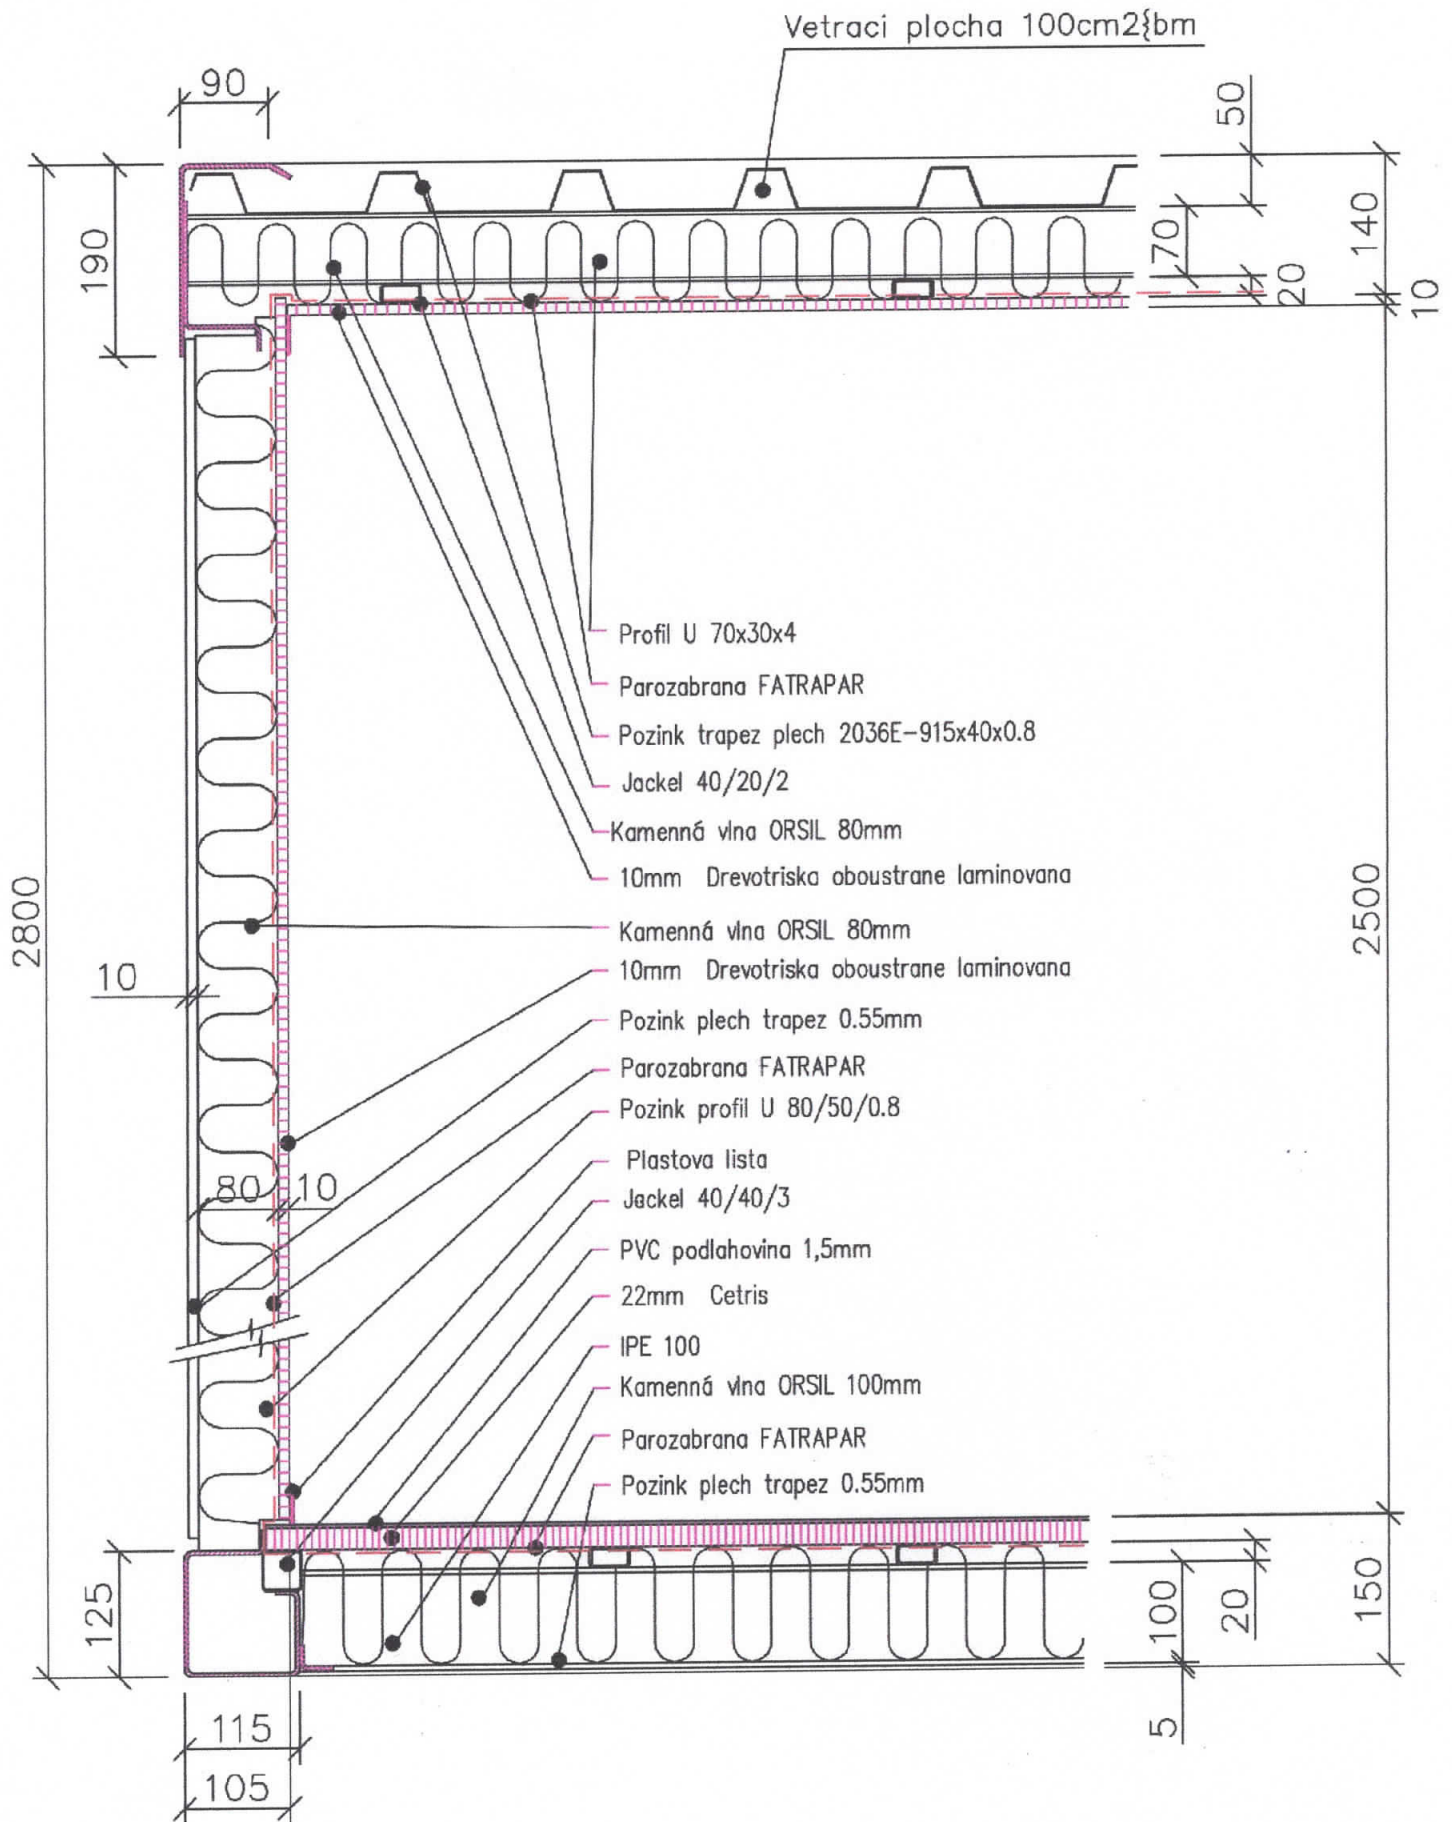 Vetraci plocha 100cm2{bm
90
50
190
70
140
20
10
Profil U 70x30x4
Parozabrana FATRAPAR
Pozink trapez plech 2036E-915x40x0.8
Jackel 40/20/2
Kamenná vlna ORSIL 80mm
10mm Drevotriska oboustrane laminovana
2800
2500
Kamenná vlna ORSIL 80mm
10
10mm Drevotriska oboustrane laminovana
Pozink plech trapez 0.55mm
Parozabrana FATRAPAR
Pozink profil U 80/50/0.8
Plastova lista
80
10
Jackel 40/40/3
PVC podlahovina 1,5mm
22mm Cetris
IPE 100
Kamenná vlna ORSIL 100mm
Parozabrana FATRAPAR
Pozink plech trapez 0.55mm
125
100
20
150
5
115
105